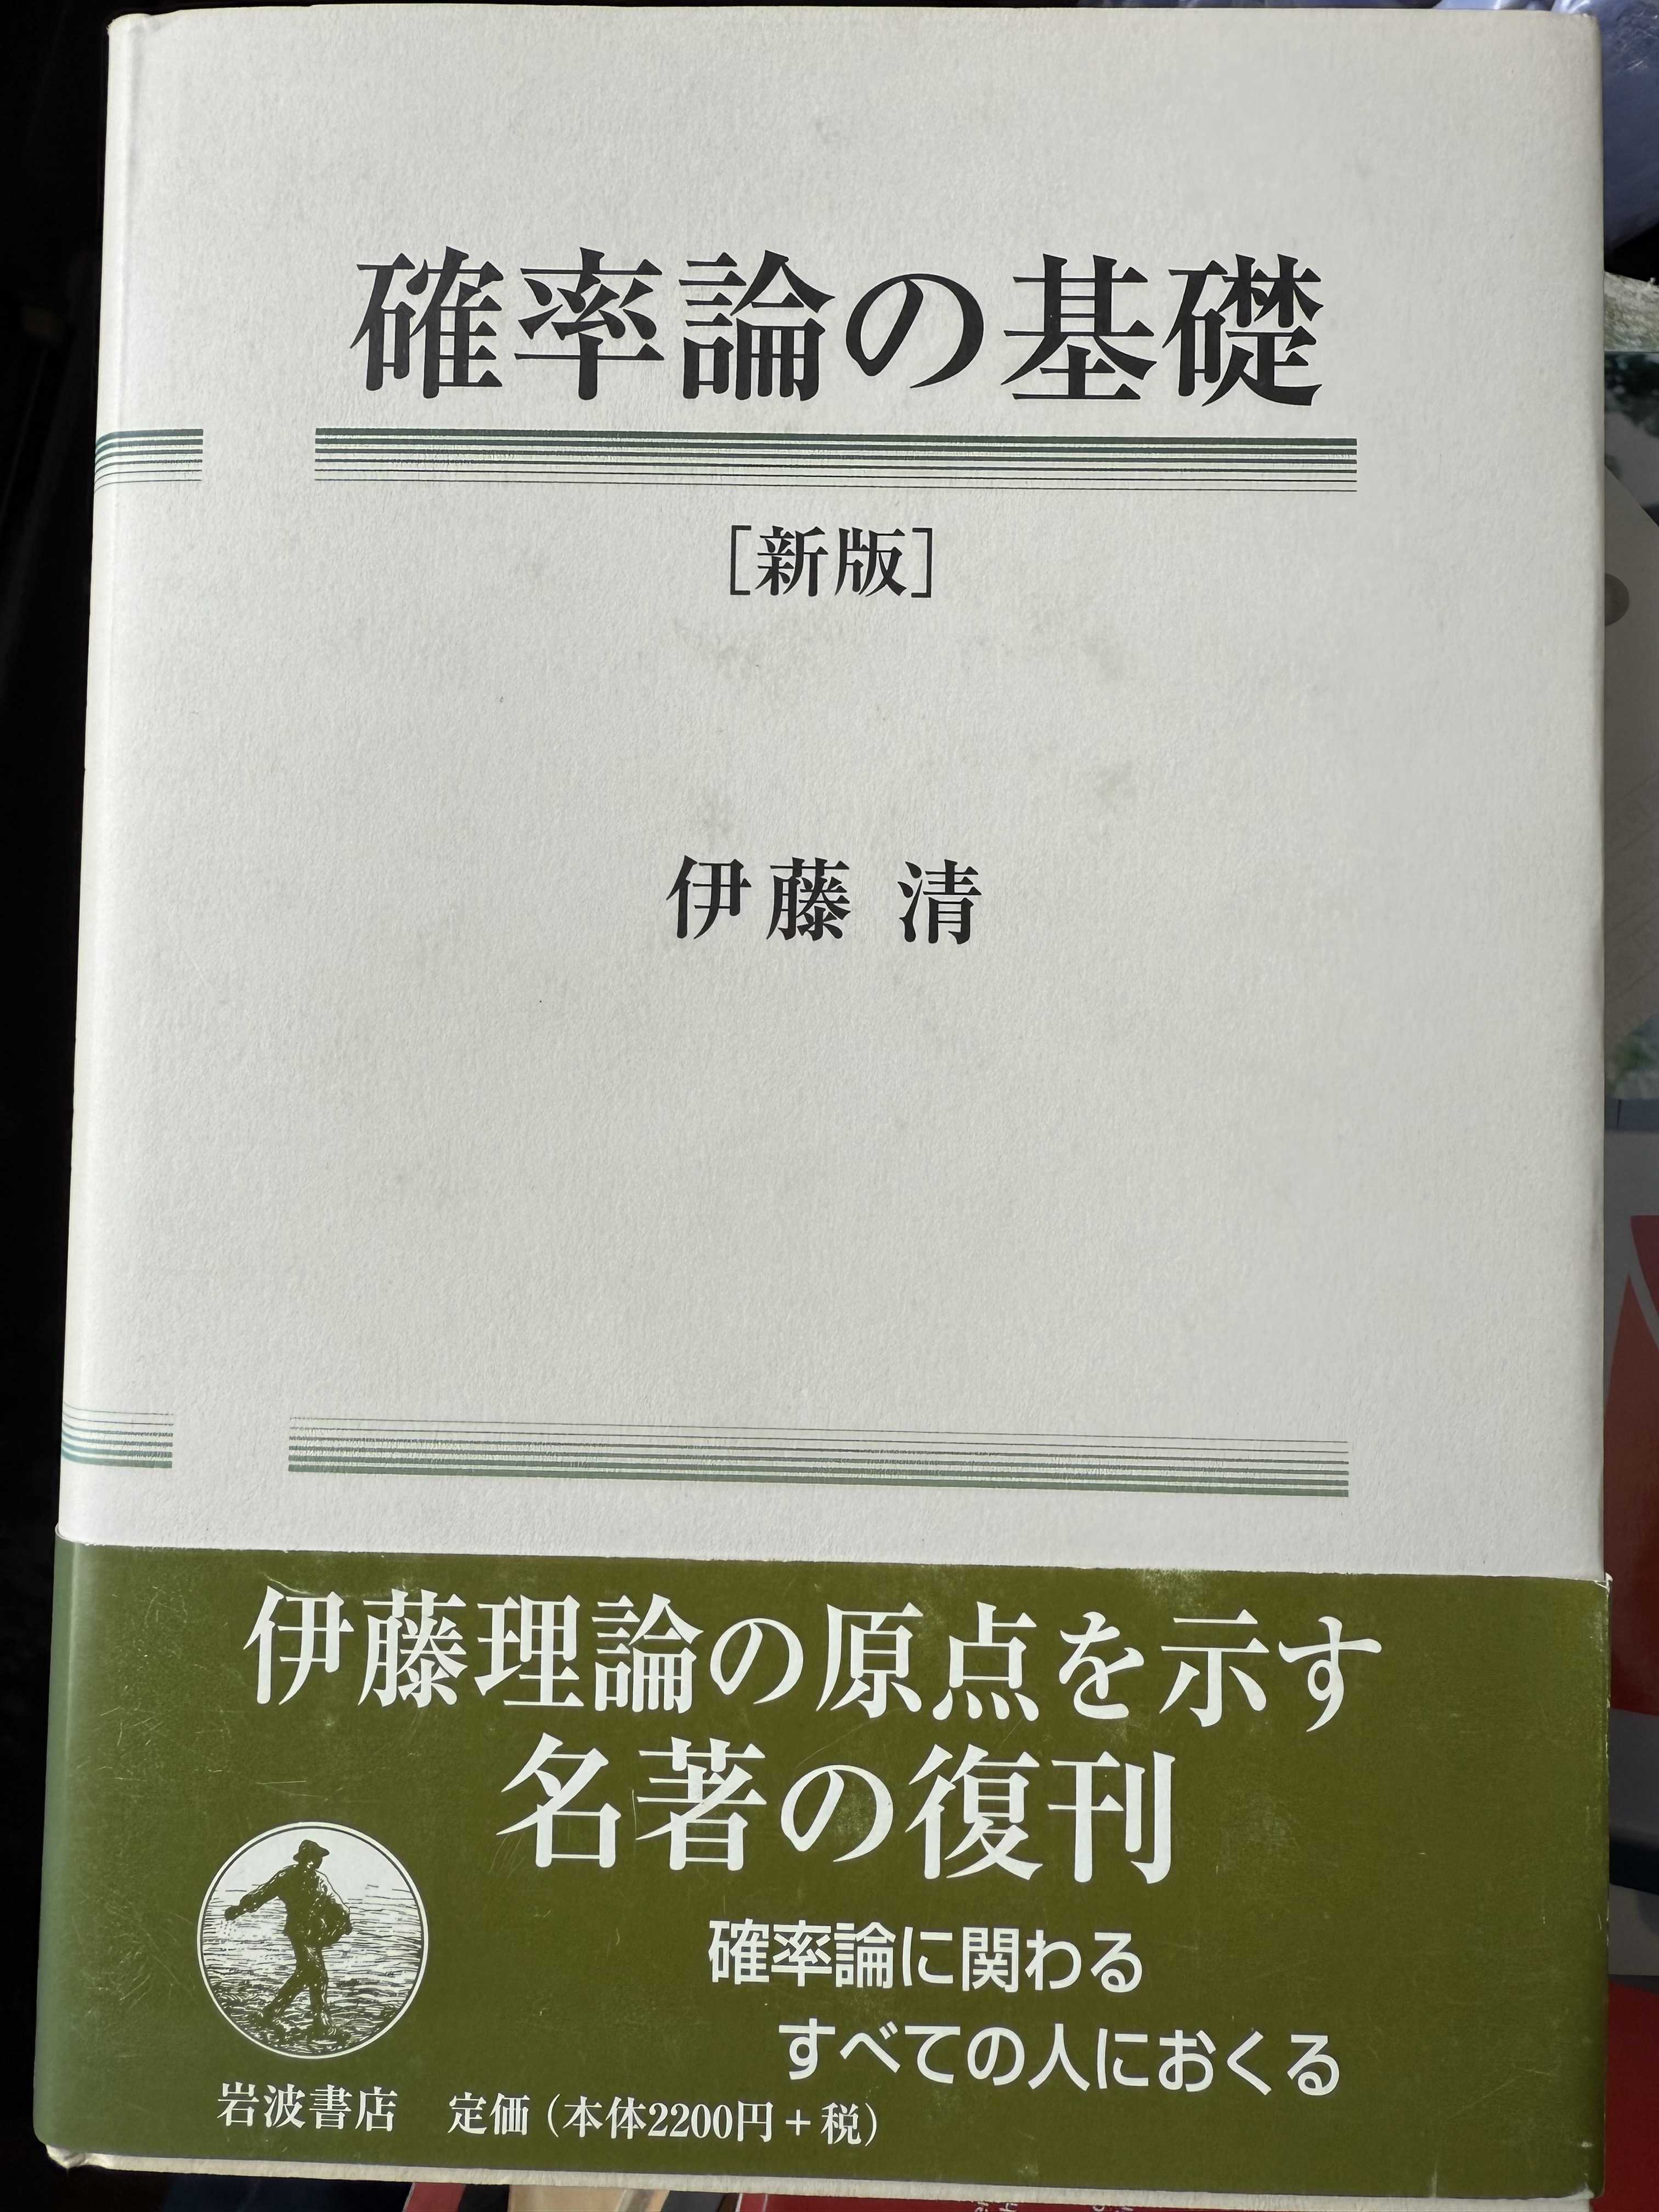 確率論の基礎
[新版]
伊藤 清
伊藤理論の原点を示す
名著の復刊
確率論に関わる
すべての人におくる
岩波書店 定価(本体2200円+税)